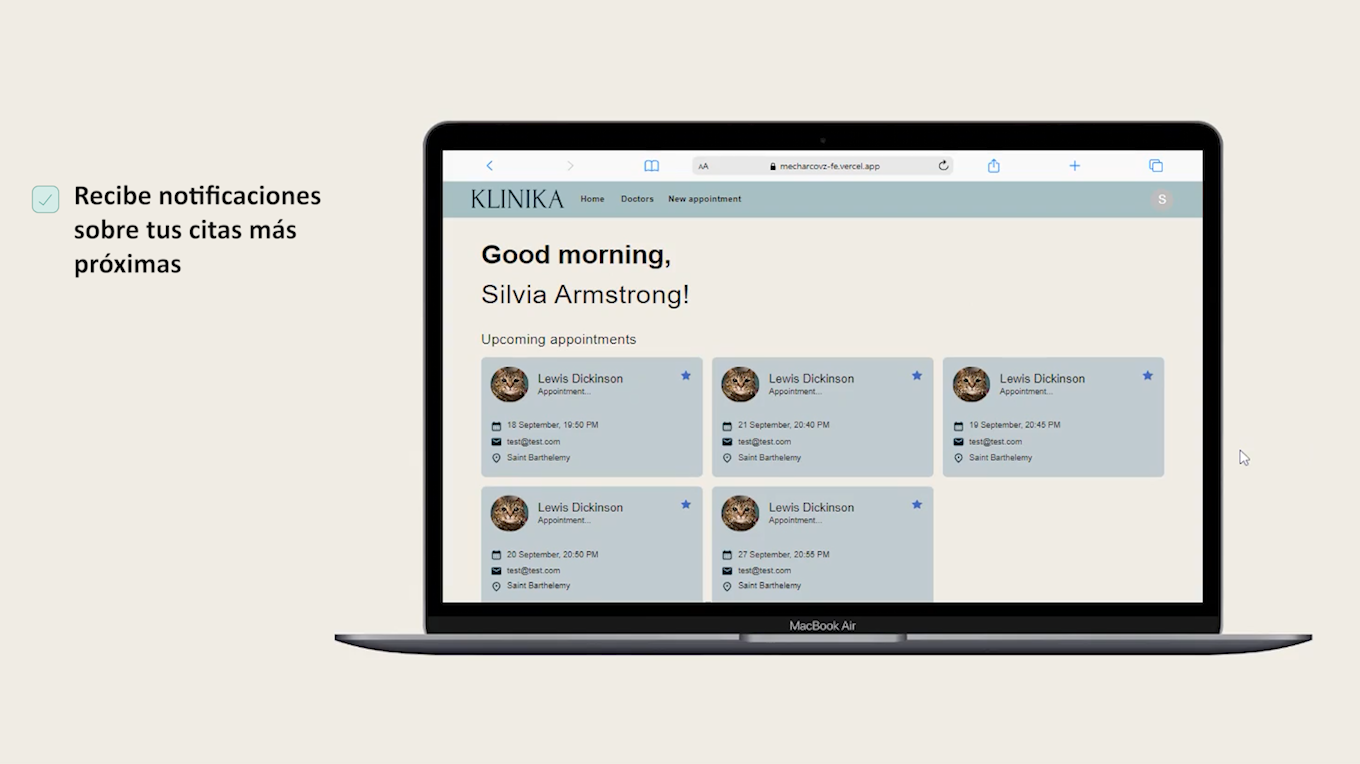 Recibe notificaciones
sobre tus citas más
próximas
AA
mecharcovz-fe.vercel.app
KLINIKA
Home
Doctors
New appointment
S
Good morning,
Silvia Armstrong!
Upcoming appointments
Lewis Dickinson
Appointment...
18 September, 19:50 PM
test@test.com
Saint Barthelemy
Lewis Dickinson
Appointment...
21 September, 20:40 PM
test@test.com
Saint Barthelemy
Lewis Dickinson
Appointment...
19 September, 20:45 PM
test@test.com
Saint Barthelemy
Lewis Dickinson
Appointment...
20 September, 20:50 PM
test@test.com
Saint Barthelemy
Lewis Dickinson
Appointment...
27 September, 20:55 PM
test@test.com
Saint Barthelemy
MacBook Air